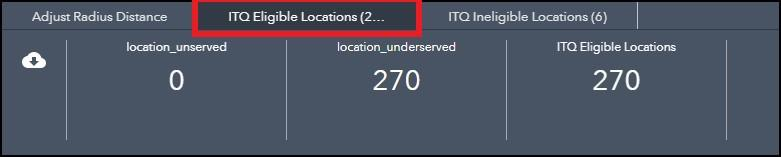 Adjust Radius Distance ITQ Eligible Locations (2... ITQ Ineligible Locations (6)
location_unserved location_underserved ITQ Eligible Locations
0 270 270